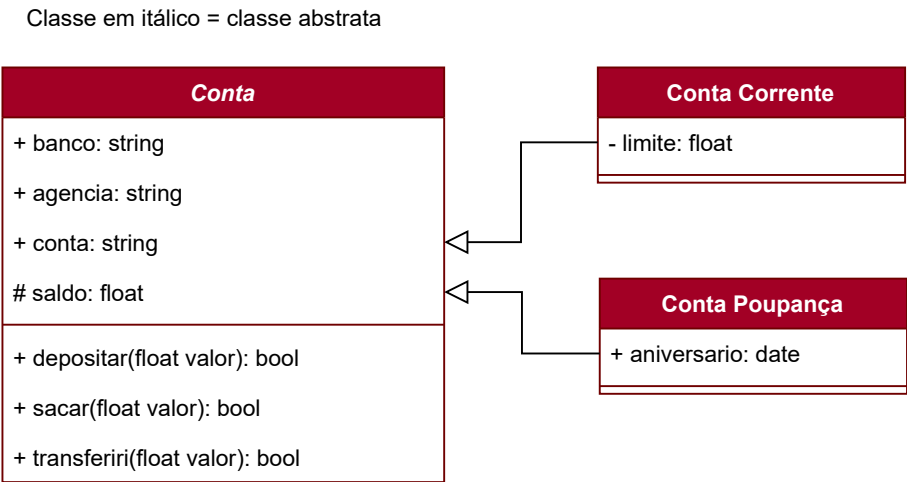 Classe em itálico = classe abstrata
Conta
+ banco: string
+ agencia: string
+ conta: string
# saldo: float
+ depositar(float valor): bool
+ sacar(float valor): bool
+ transferiri(float valor): bool
Conta Corrente
- limite: float
Conta Poupança
+ aniversario: date